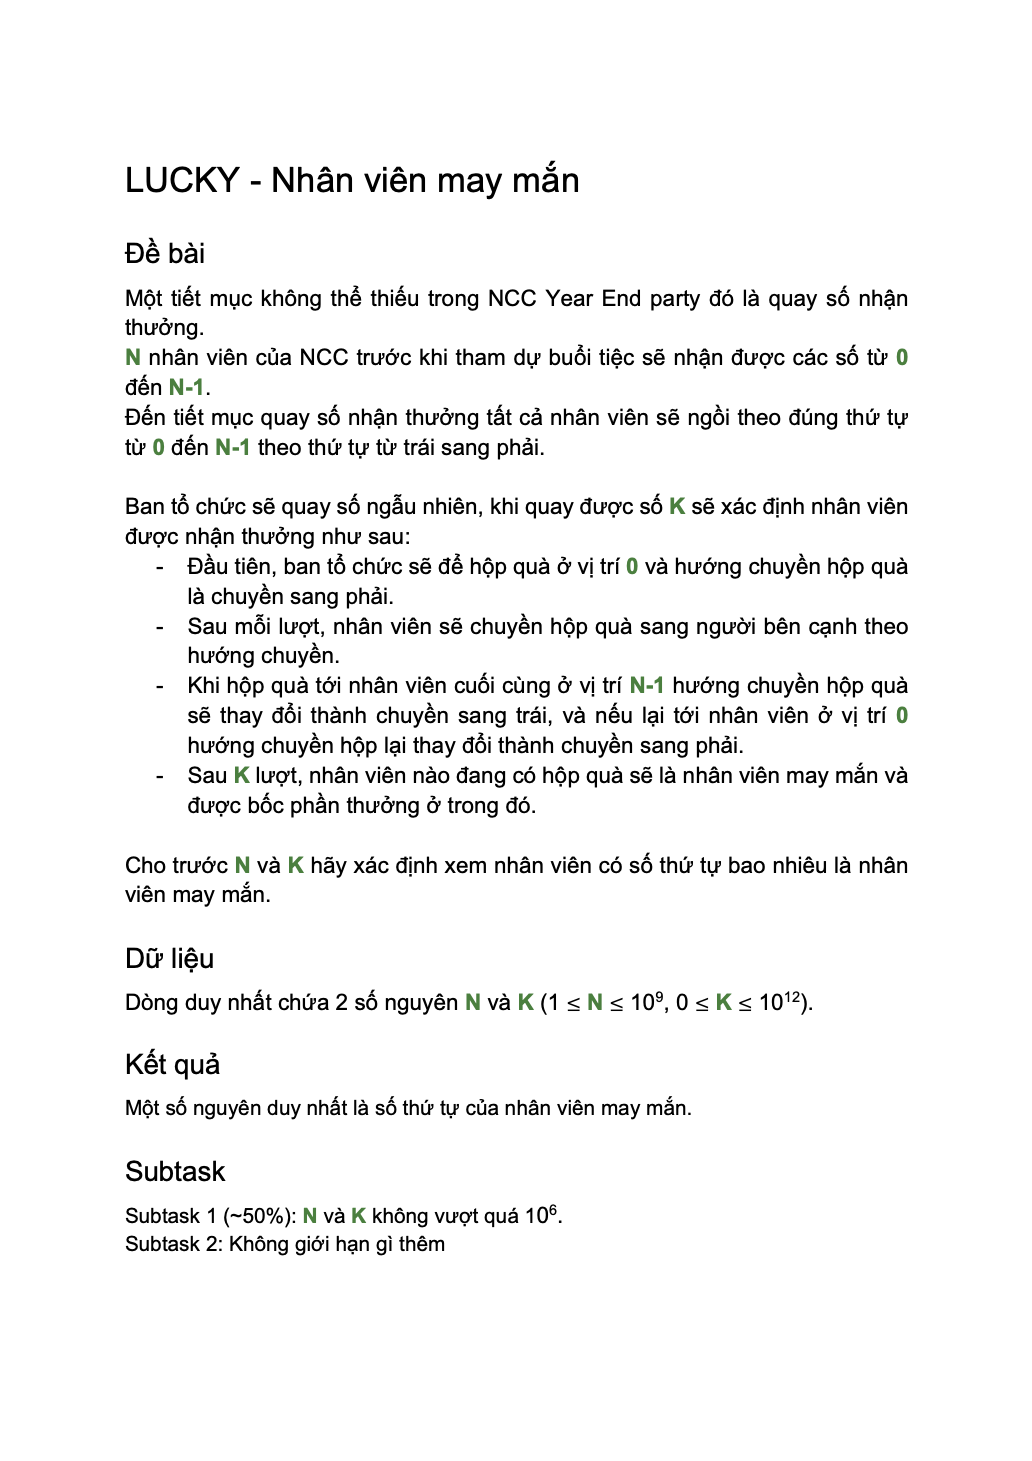 LUCKY - Nhân viên may mắn
Đề bài
Một tiết mục không thể thiếu trong NCC Year End party đó là quay số nhận
thưởng.
N nhân viên của NCC trước khi tham dự buổi tiệc sẽ nhận được các số từ 0
đến N-1.
Đến tiết mục quay số nhận thưởng tất cả nhân viên sẽ ngồi theo đúng thứ tự
từ 0 đến N-1 theo thứ tự từ trái sang phải.
Ban tổ chức sẽ quay số ngẫu nhiên, khi quay được số K sẽ xác định nhân viên
được nhận thưởng như sau:
- Đầu tiên, ban tổ chức sẽ để hộp quà ở vị trí 0 và hướng chuyền hộp quà
là chuyền sang phải.
- Sau mỗi lượt, nhân viên sẽ chuyền hộp quà sang người bên cạnh theo
hướng chuyền.
- Khi hộp quà tới nhân viên cuối cùng ở vị trí N-1 hướng chuyền hộp quà
sẽ thay đổi thành chuyền sang trái, và nếu lại tới nhân viên ở vị trí 0
hướng chuyền hộp lại thay đổi thành chuyền sang phải.
- Sau K lượt, nhân viên nào đang có hộp quà sẽ là nhân viên may mắn và
được bốc phần thưởng ở trong đó.
Cho trước N và K hãy xác định xem nhân viên có số thứ tự bao nhiêu là nhân
viên may mắn.
Dữ liệu
Dòng duy nhất chứa 2 số nguyên N và K (1 ≤ N ≤ 10⁹, 0 ≤ K ≤ 10¹²).
Kết quả
Một số nguyên duy nhất là số thứ tự của nhân viên may mắn.
Subtask
Subtask 1 (~50%): N và K không vượt quá 10⁶.
Subtask 2: Không giới hạn gì thêm